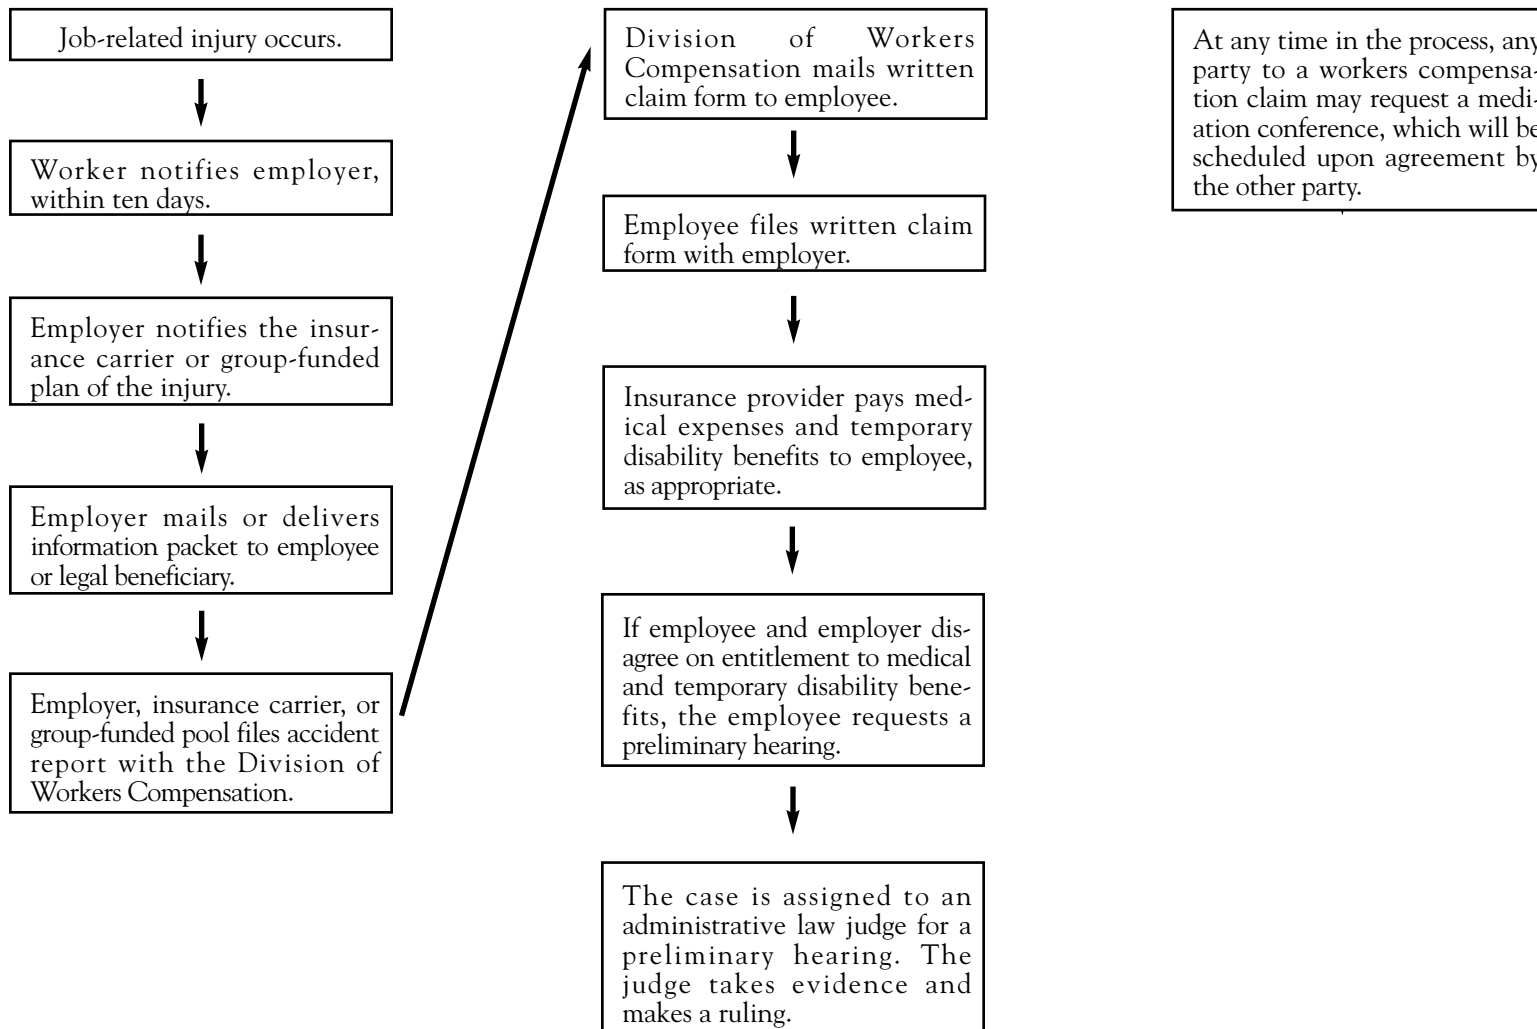 Job-related injury occurs.
Worker notifies employer,
within ten days.
Employer notifies the insur-
ance carrier or group-funded
plan of the injury.
Employer mails or delivers
information packet to employee
or legal beneficiary.
Employer, insurance carrier, or
group-funded pool files accident
report with the Division of
Workers Compensation.
Division of Workers
Compensation mails written
claim form to employee.
Employee files written claim
form with employer.
Insurance provider pays med-
ical expenses and temporary
disability benefits to employee,
as appropriate.
If employee and employer dis-
agree on entitlement to medical
and temporary disability bene-
fits, the employee requests a
preliminary hearing.
The case is assigned to an
administrative law judge for a
preliminary hearing. The
judge takes evidence and
makes a ruling.
At any time in the process, any
party to a workers compensa-
tion claim may request a medi-
ation conference, which will be
scheduled upon agreement by
the other party.